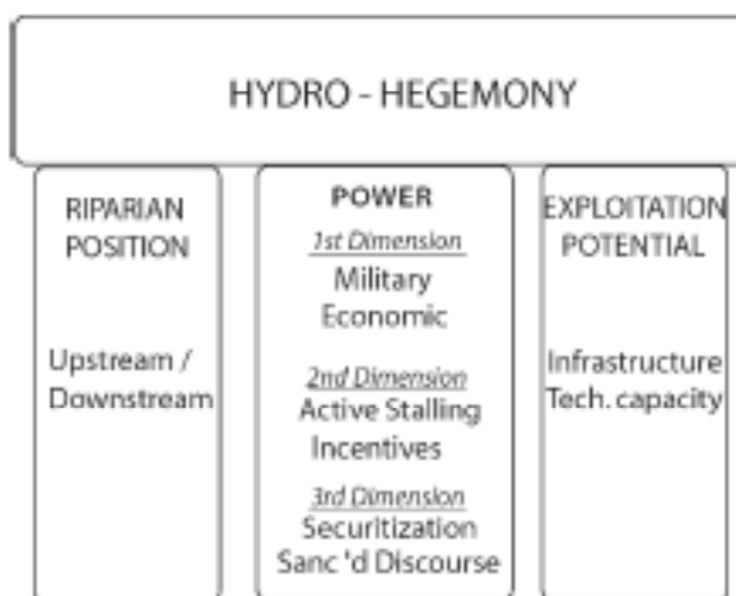 HYDRO - HEGEMONY
RIPARIAN
POSITION
Upstream /
Downstream
POWER
1st Dimension
Military
Economic
2nd Dimension
Active Stalling
Incentives
3rd Dimension
Securitization
Sanc 'd Discourse
EXPLOITATION
POTENTIAL
Infrastructure
Tech. capacity